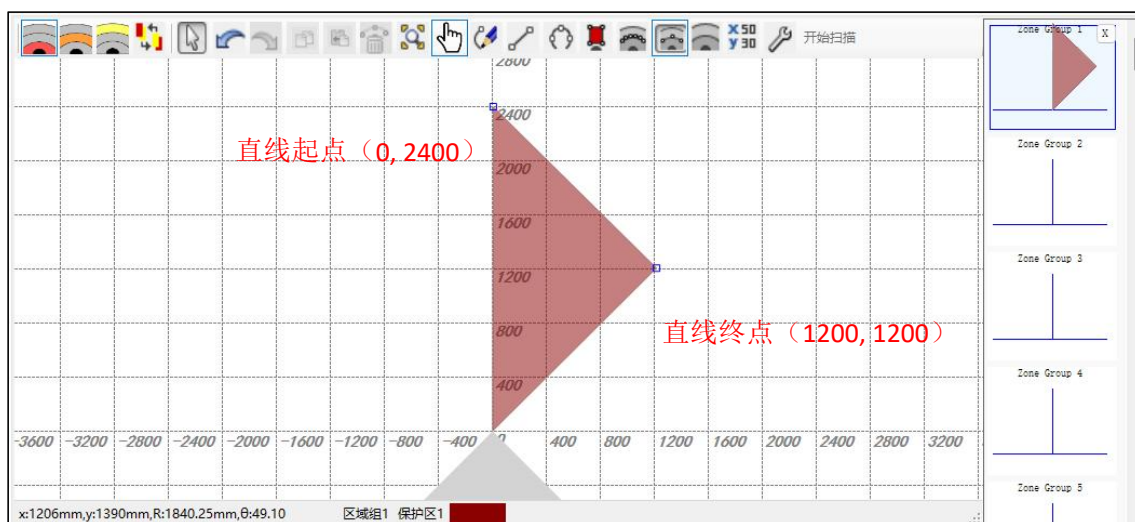 X 50
y 30
开始扫描
Zone Group 1
X
2800
2400
直线起点（0, 2400）
2000
1600
1200
直线终点（1200, 1200）
800
400
-3600 -3200 -2800 -2400 -2000 -1600 -1200 -800 -400 0 400 800 1200 1600 2000 2400 2800 3200
Zone Group 2
Zone Group 3
Zone Group 4
Zone Group 5
x:1206mm,y:1390mm,R:1840.25mm,θ:49.10 区域组1 保护区1